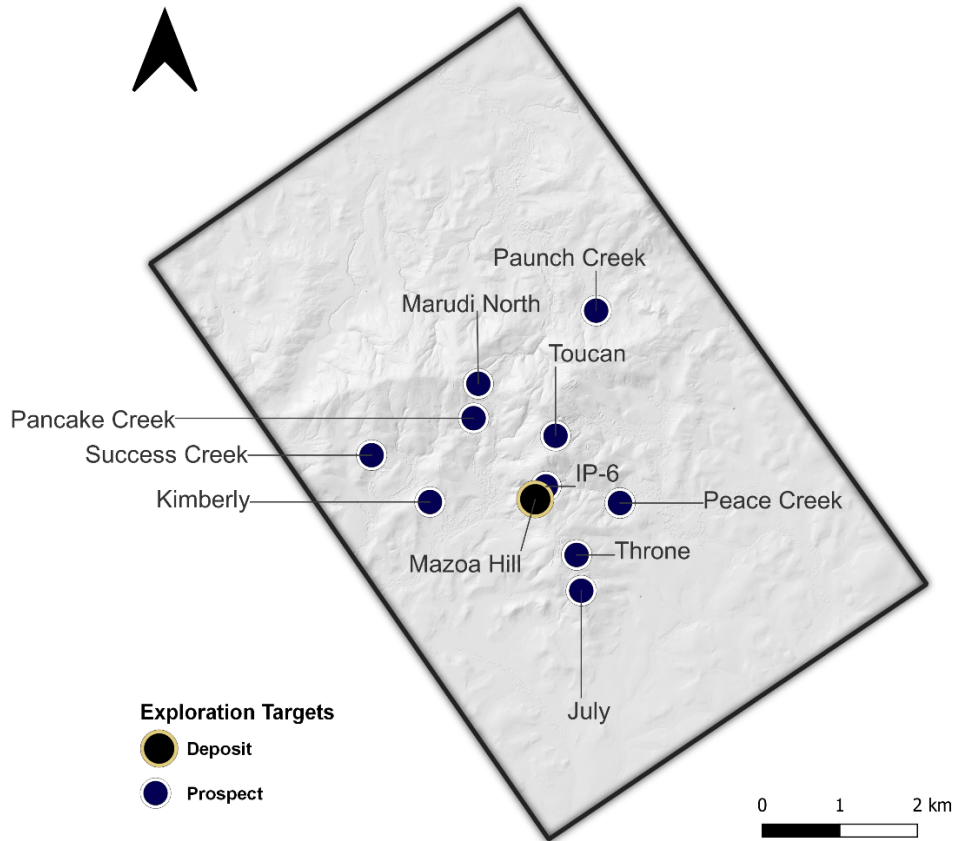 Paunch Creek
Marudi North
Toucan
Pancake Creek
Success Creek
IP-6
Kimberly
Peace Creek
Throne
Mazoa Hill
July
Exploration Targets
Deposit
Prospect
0 1 2 km